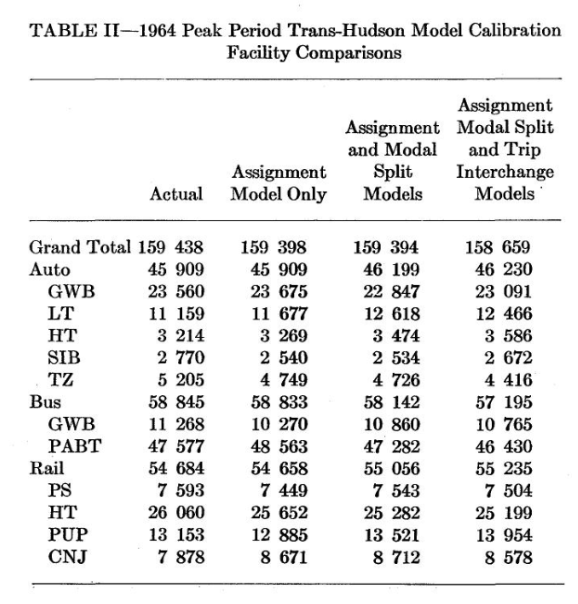 TABLE II—1964 Peak Period Trans-Hudson Model Calibration
Facility Comparisons
Assignment
Assignment Modal Split
and Modal and Trip
Assignment Split Interchange
Actual Model Only Models Models
Grand Total 159 438 159 398 159 394 158 659
Auto 45 909 45 909 46 199 46 230
GWB 23 560 23 675 22 847 23 091
LT 11 159 11 677 12 618 12 466
HT 3 214 3 269 3 474 3 586
SIB 2 770 2 540 2 534 2 672
TZ 5 205 4 749 4 726 4 416
Bus 58 845 58 833 58 142 57 195
GWB 11 268 10 270 10 860 10 765
PABT 47 577 48 563 47 282 46 430
Rail 54 684 54 658 55 056 55 235
PS 7 593 7 449 7 543 7 504
HT 26 060 25 652 25 282 25 199
PUP 13 153 12 885 13 521 13 954
CNJ 7 878 8 671 8 712 8 578